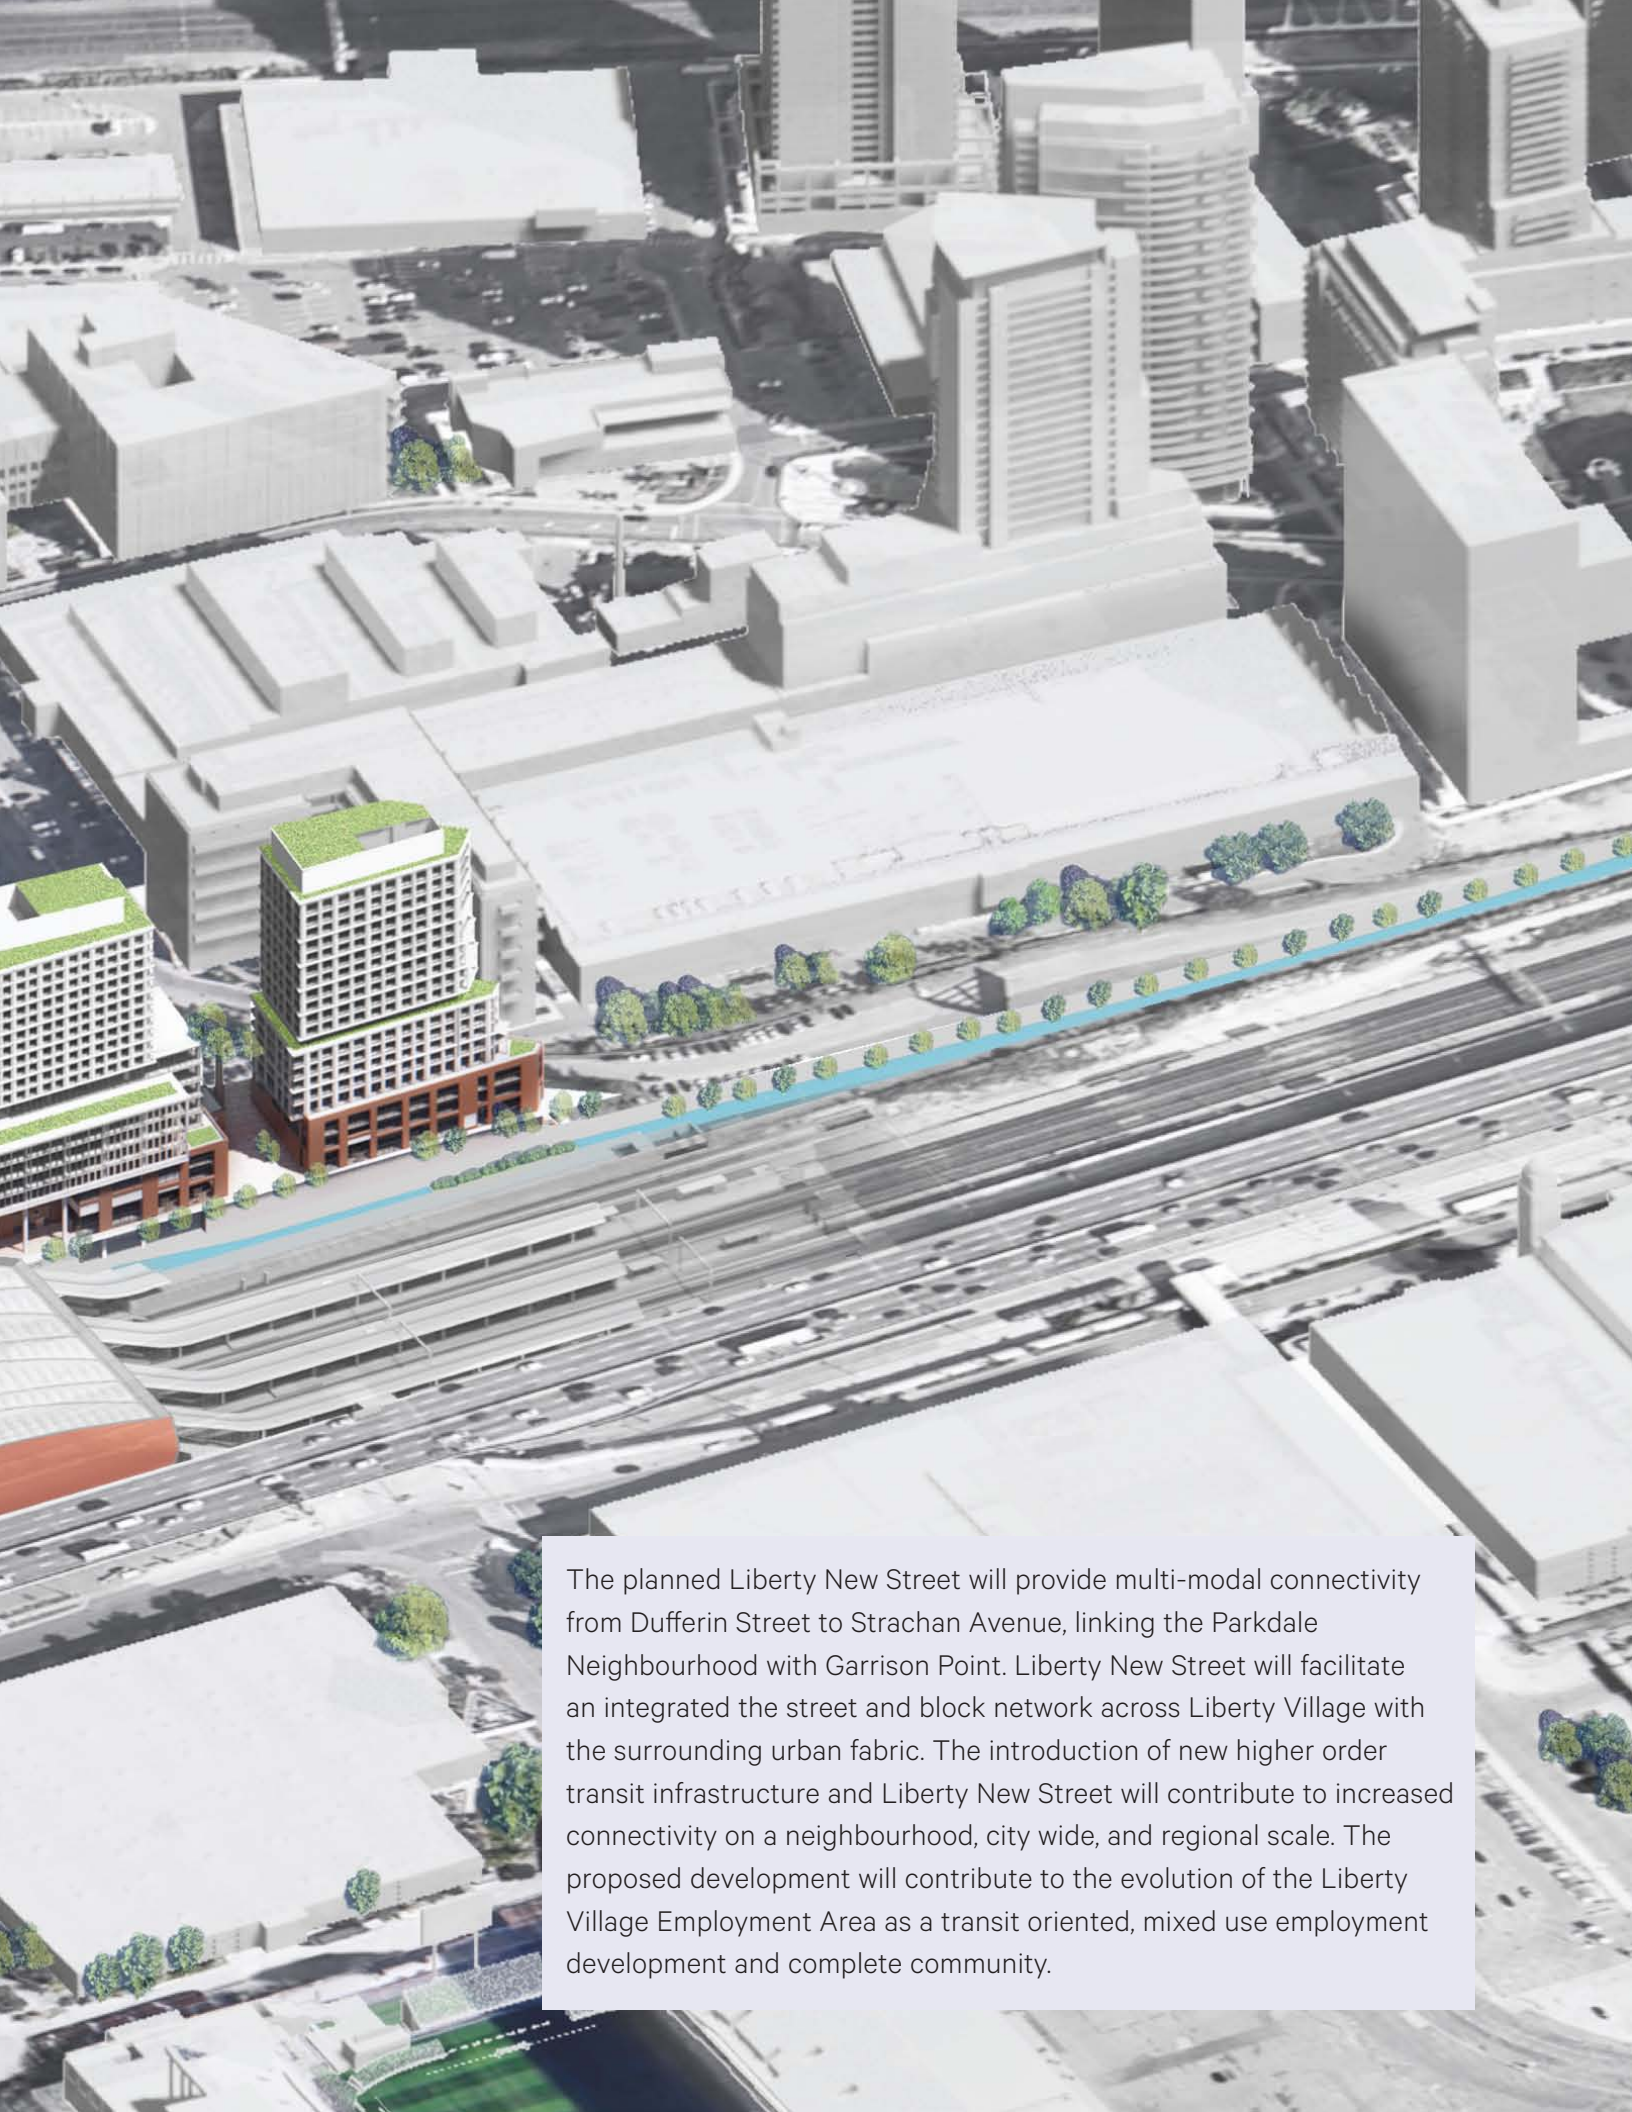 The planned Liberty New Street will provide multi-modal connectivity
from Dufferin Street to Strachan Avenue, linking the Parkdale
Neighbourhood with Garrison Point. Liberty New Street will facilitate
an integrated the street and block network across Liberty Village with
the surrounding urban fabric. The introduction of new higher order
transit infrastructure and Liberty New Street will contribute to increased
connectivity on a neighbourhood, city wide, and regional scale. The
proposed development will contribute to the evolution of the Liberty
Village Employment Area as a transit oriented, mixed use employment
development and complete community.